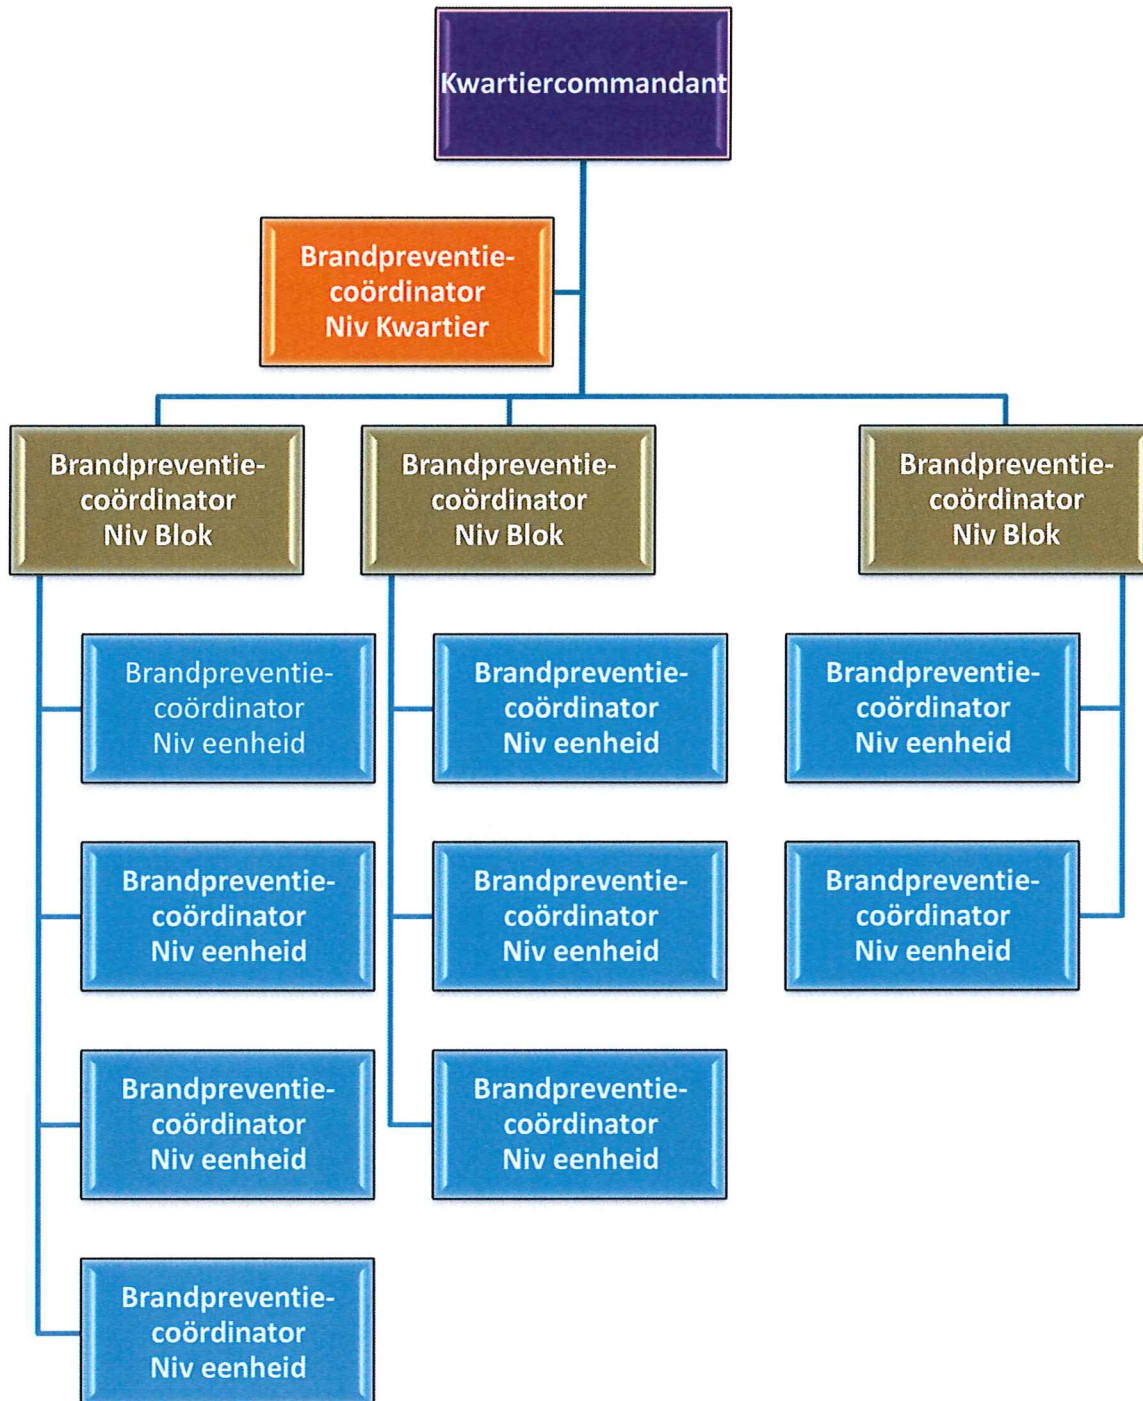 Kwartiercommandant
Brandpreventie-
coördinator
Niv Kwartier
Brandpreventie-
coördinator
Niv Blok
Brandpreventie-
coördinator
Niv Blok
Brandpreventie-
coördinator
Niv Blok
Brandpreventie-
coördinator
Niv eenheid
Brandpreventie-
coördinator
Niv eenheid
Brandpreventie-
coördinator
Niv eenheid
Brandpreventie-
coördinator
Niv eenheid
Brandpreventie-
coördinator
Niv eenheid
Brandpreventie-
coördinator
Niv eenheid
Brandpreventie-
coördinator
Niv eenheid
Brandpreventie-
coördinator
Niv eenheid
Brandpreventie-
coördinator
Niv eenheid